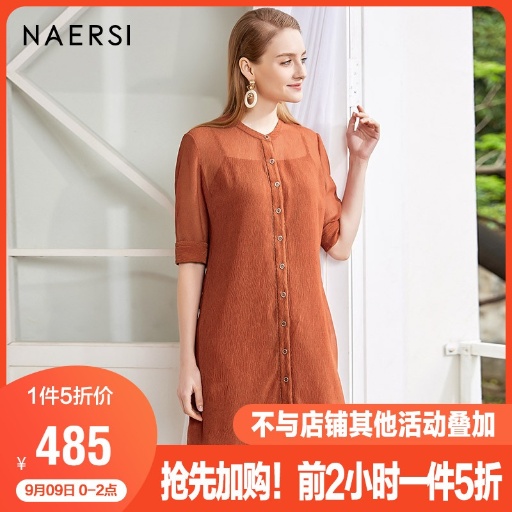 NAERSI
1件5折价
¥485
9月09日 0-2点
不与店铺其他活动叠加
抢先加购！前2小时一件5折